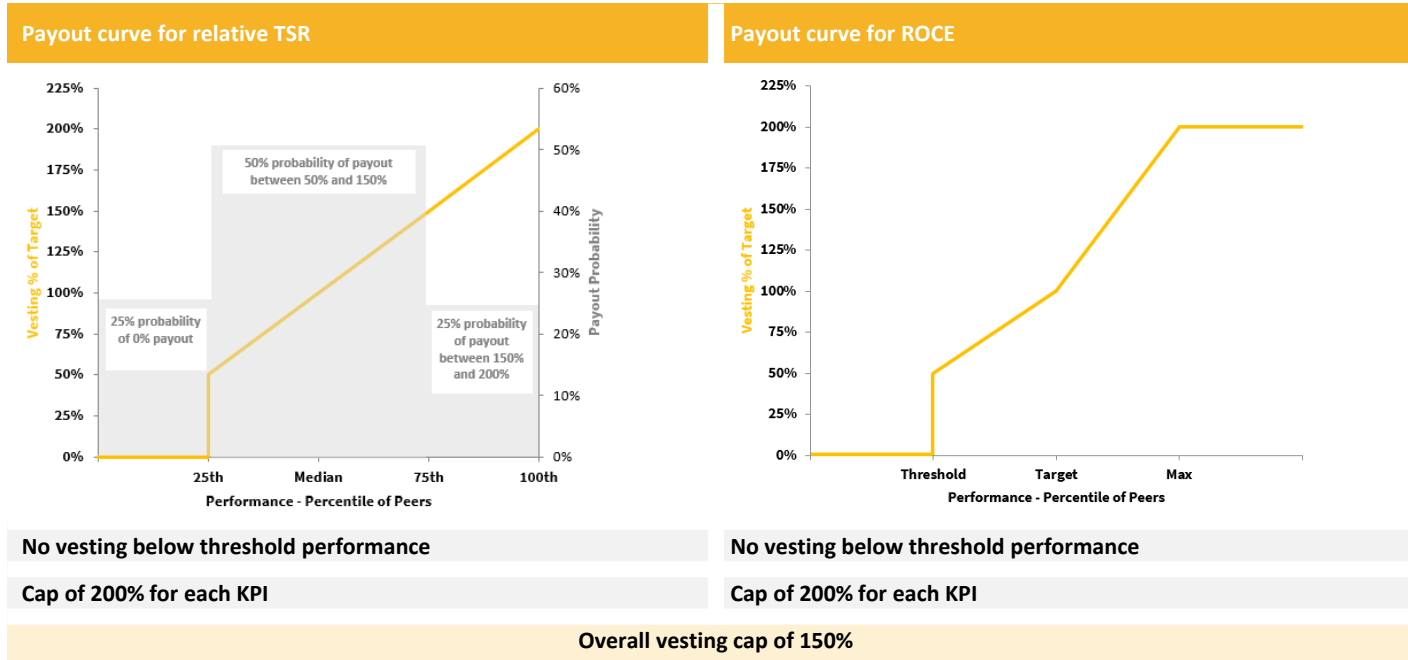 Payout curve for relative TSR
225%
200%
175%
150%
125%
100%
75%
50%
25%
0%
Vesting % of Target
60%
50%
40%
30%
20%
10%
0%
Payout Probability
25% probability
of 0% payout
50% probability of payout
between 50% and 150%
25% probability
of payout
between 150%
and 200%
25th
Median
75th
100th
Performance - Percentile of Peers
No vesting below threshold performance
Cap of 200% for each KPI
Payout curve for ROCE
225%
200%
175%
150%
125%
100%
75%
50%
25%
0%
Vesting % of Target
Threshold
Target
Max
Performance - Percentile of Peers
No vesting below threshold performance
Cap of 200% for each KPI
Overall vesting cap of 150%